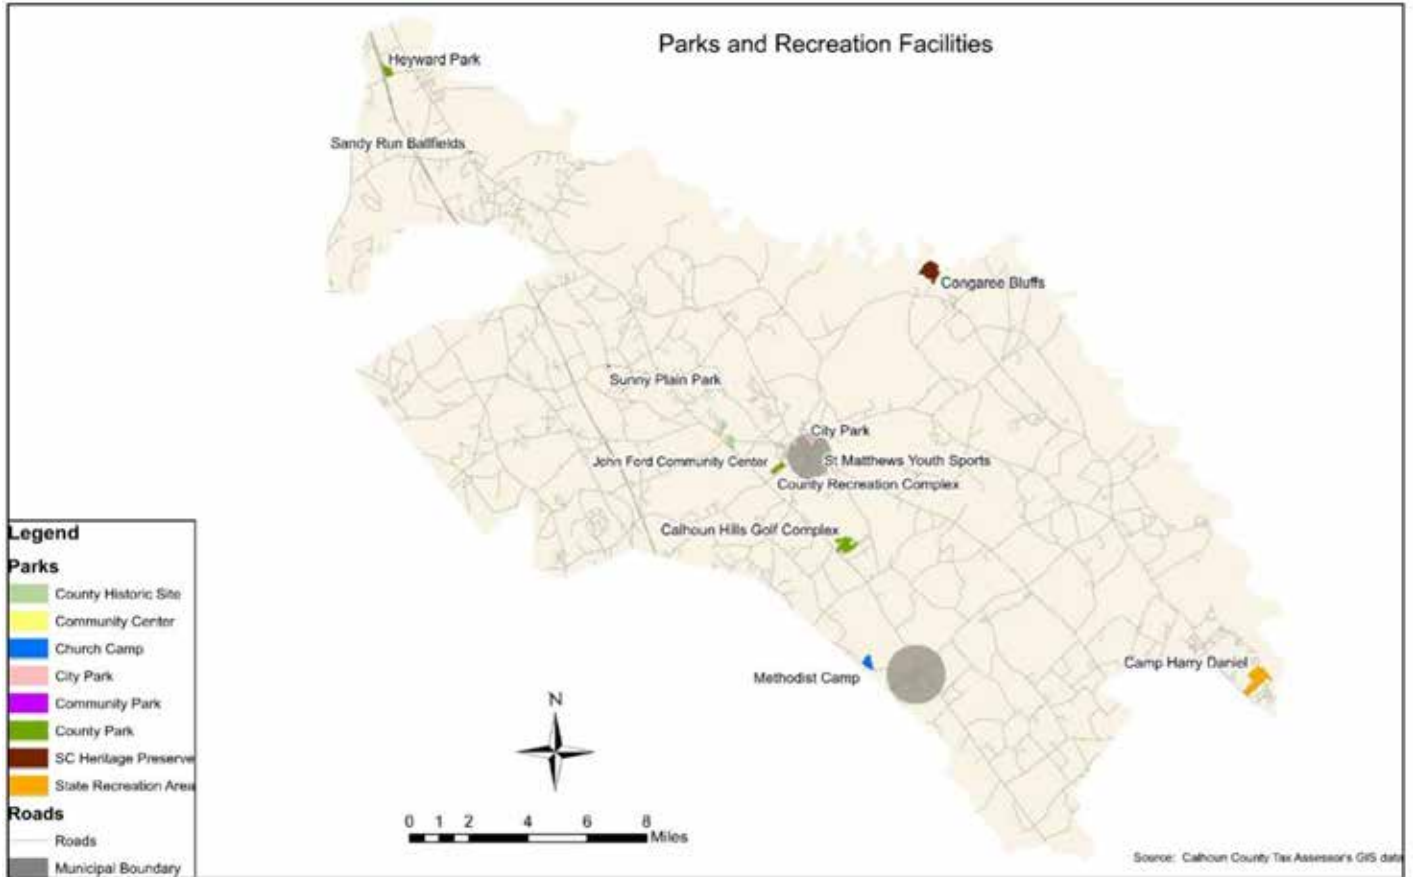 Parks and Recreation Facilities
Heyward Park
Sandy Run Ballfields
Congaree Bluffs
Sunny Plain Park
City Park
John Ford Community Center
St Matthews Youth Sports
County Recreation Complex
Calhoun Hills Golf Complex
Camp Harry Daniel
Methodist Camp
Legend
Parks
County Historic Site
Community Center
Church Camp
City Park
Community Park
County Park
SC Heritage Preserve
State Recreation Area
Roads
Roads
Municipal Boundary
N
0 1 2 4 6 8
Miles
Source: Calhoun County Tax Assessor's GIS data